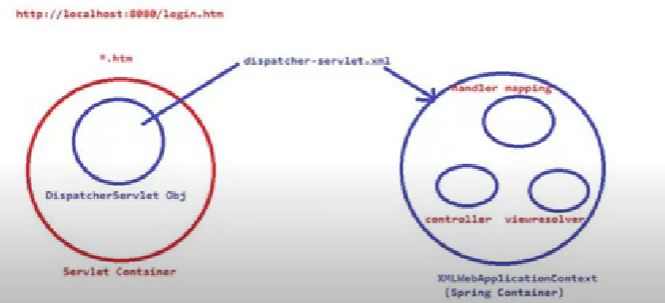 http://localhost:8080/login.htm
*.htm
dispatcher-servlet.xml
handler mapping
DispatcherServlet Obj
controller viewresolver
Servlet Container
XMLWebApplicationContext
(Spring Container)